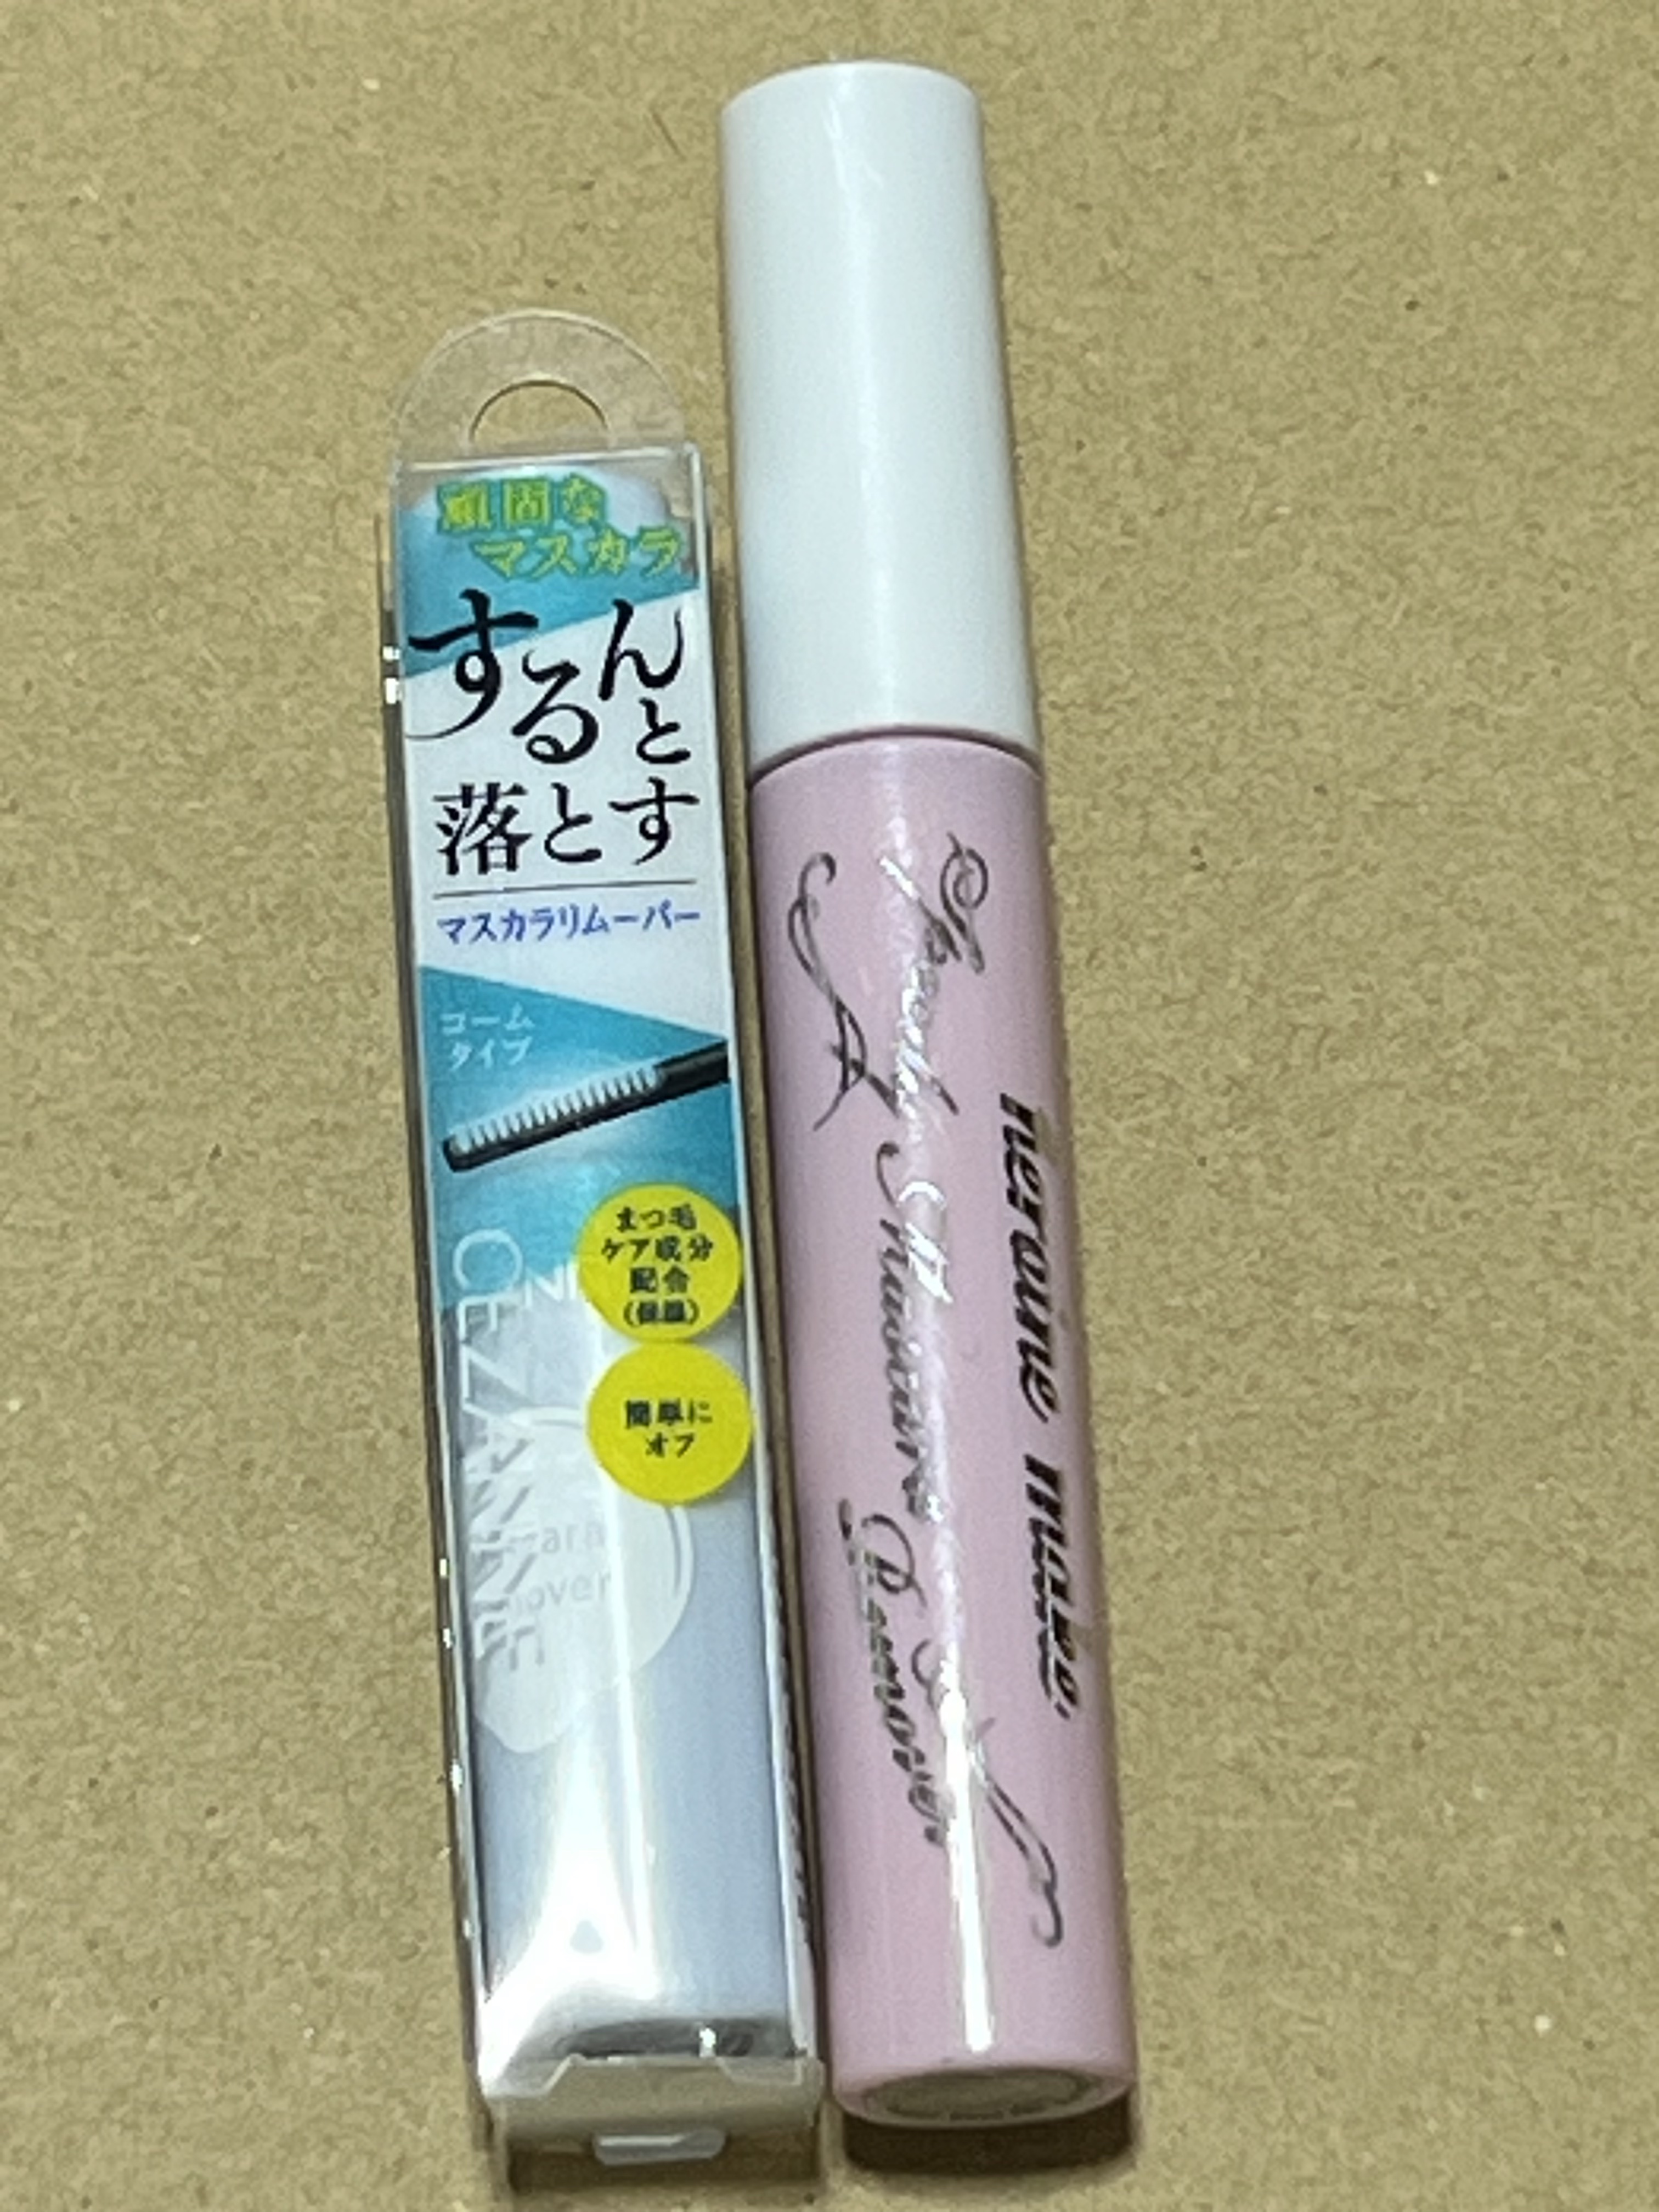 頑固な
マスカラ
するんと
落とす
マスカラリムーバー
コーム
タイプ
まつ毛
ケア成分
配合
(保湿)
簡単に
オフ
CEZANNE
Speedy Mascara Remover
heroine make